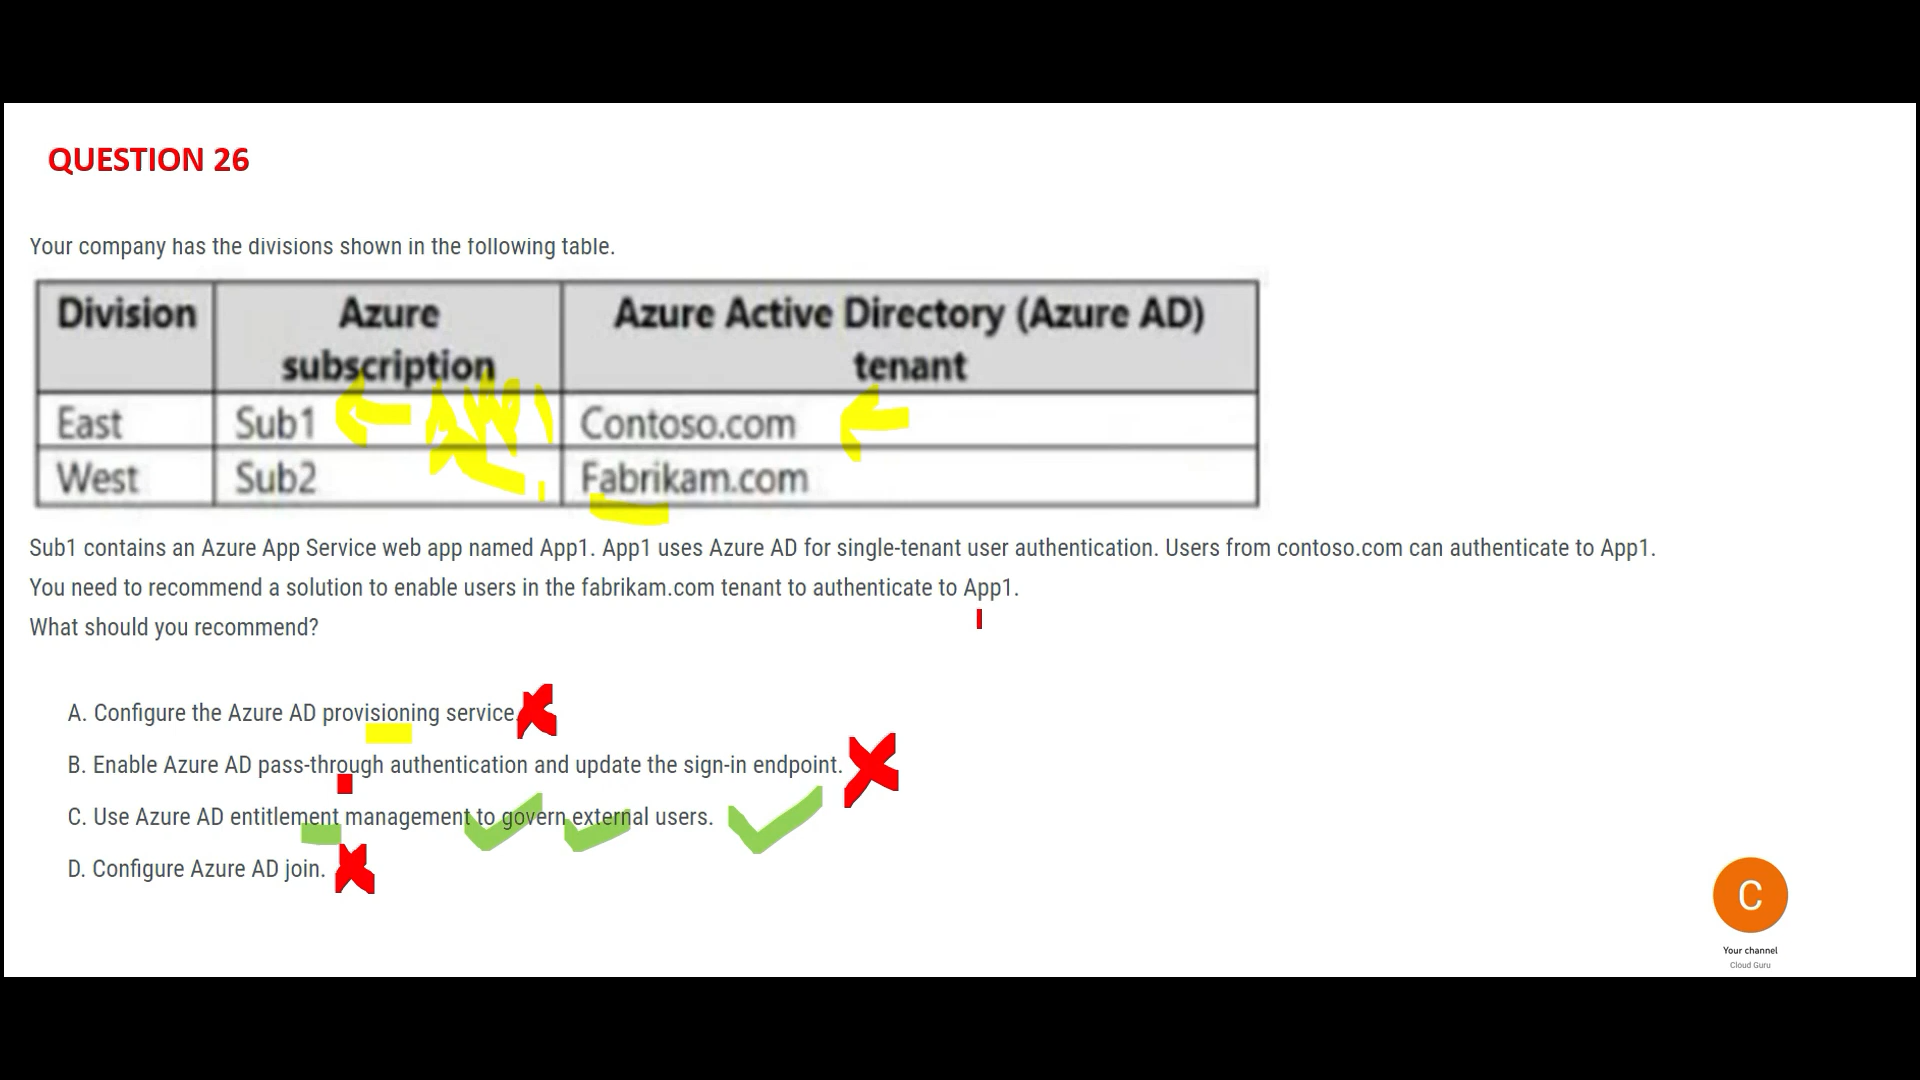 QUESTION 26
Your company has the divisions shown in the following table.
Division
Azure subscription
Azure Active Directory (Azure AD) tenant
East
Sub1
Contoso.com
West
Sub2
Fabrikam.com
Sub1 contains an Azure App Service web app named App1. App1 uses Azure AD for single-tenant user authentication. Users from contoso.com can authenticate to App1.
You need to recommend a solution to enable users in the fabrikam.com tenant to authenticate to App1.
What should you recommend?
A. Configure the Azure AD provisioning service.
B. Enable Azure AD pass-through authentication and update the sign-in endpoint.
C. Use Azure AD entitlement management to govern external users.
D. Configure Azure AD join.
C
Your channel
Cloud Guru